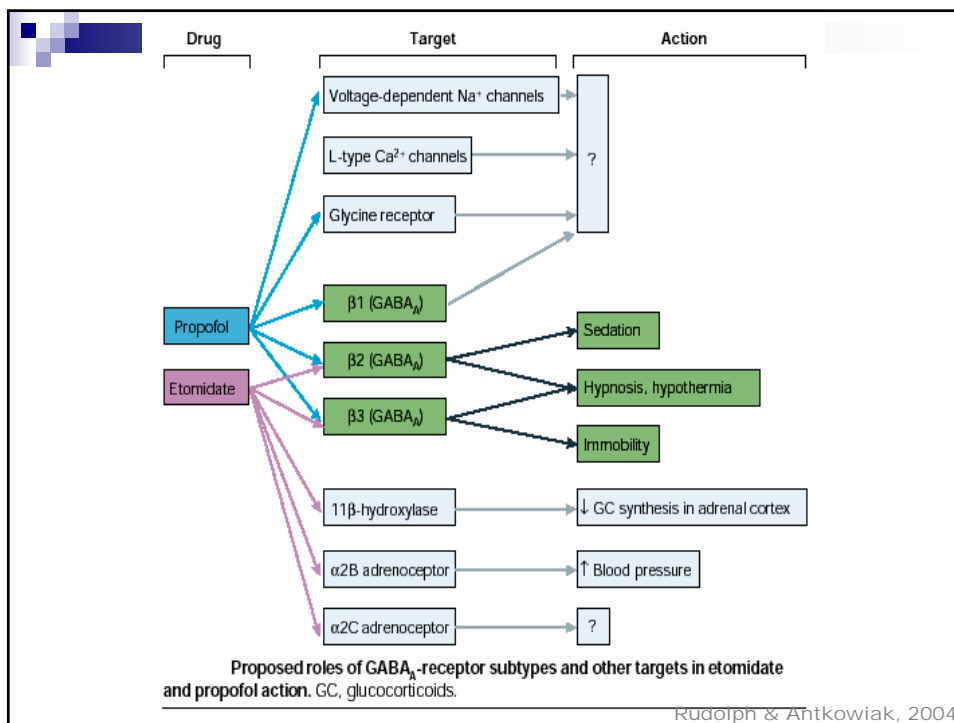 Drug Target Action
Voltage-dependent Na⁺ channels
L-type Ca²⁺ channels
?
Glycine receptor
β1 (GABA_A)
Propofol
Sedation
β2 (GABA_A)
Etomidate
Hypnosis, hypothermia
β3 (GABA_A)
Immobility
11β-hydroxylase
↓ GC synthesis in adrenal cortex
α2B adrenoceptor
↑ Blood pressure
α2C adrenoceptor
?
Proposed roles of GABA_A-receptor subtypes and other targets in etomidate
and propofol action. GC, glucocorticoids.
Rudolph & Antkowiak, 2004